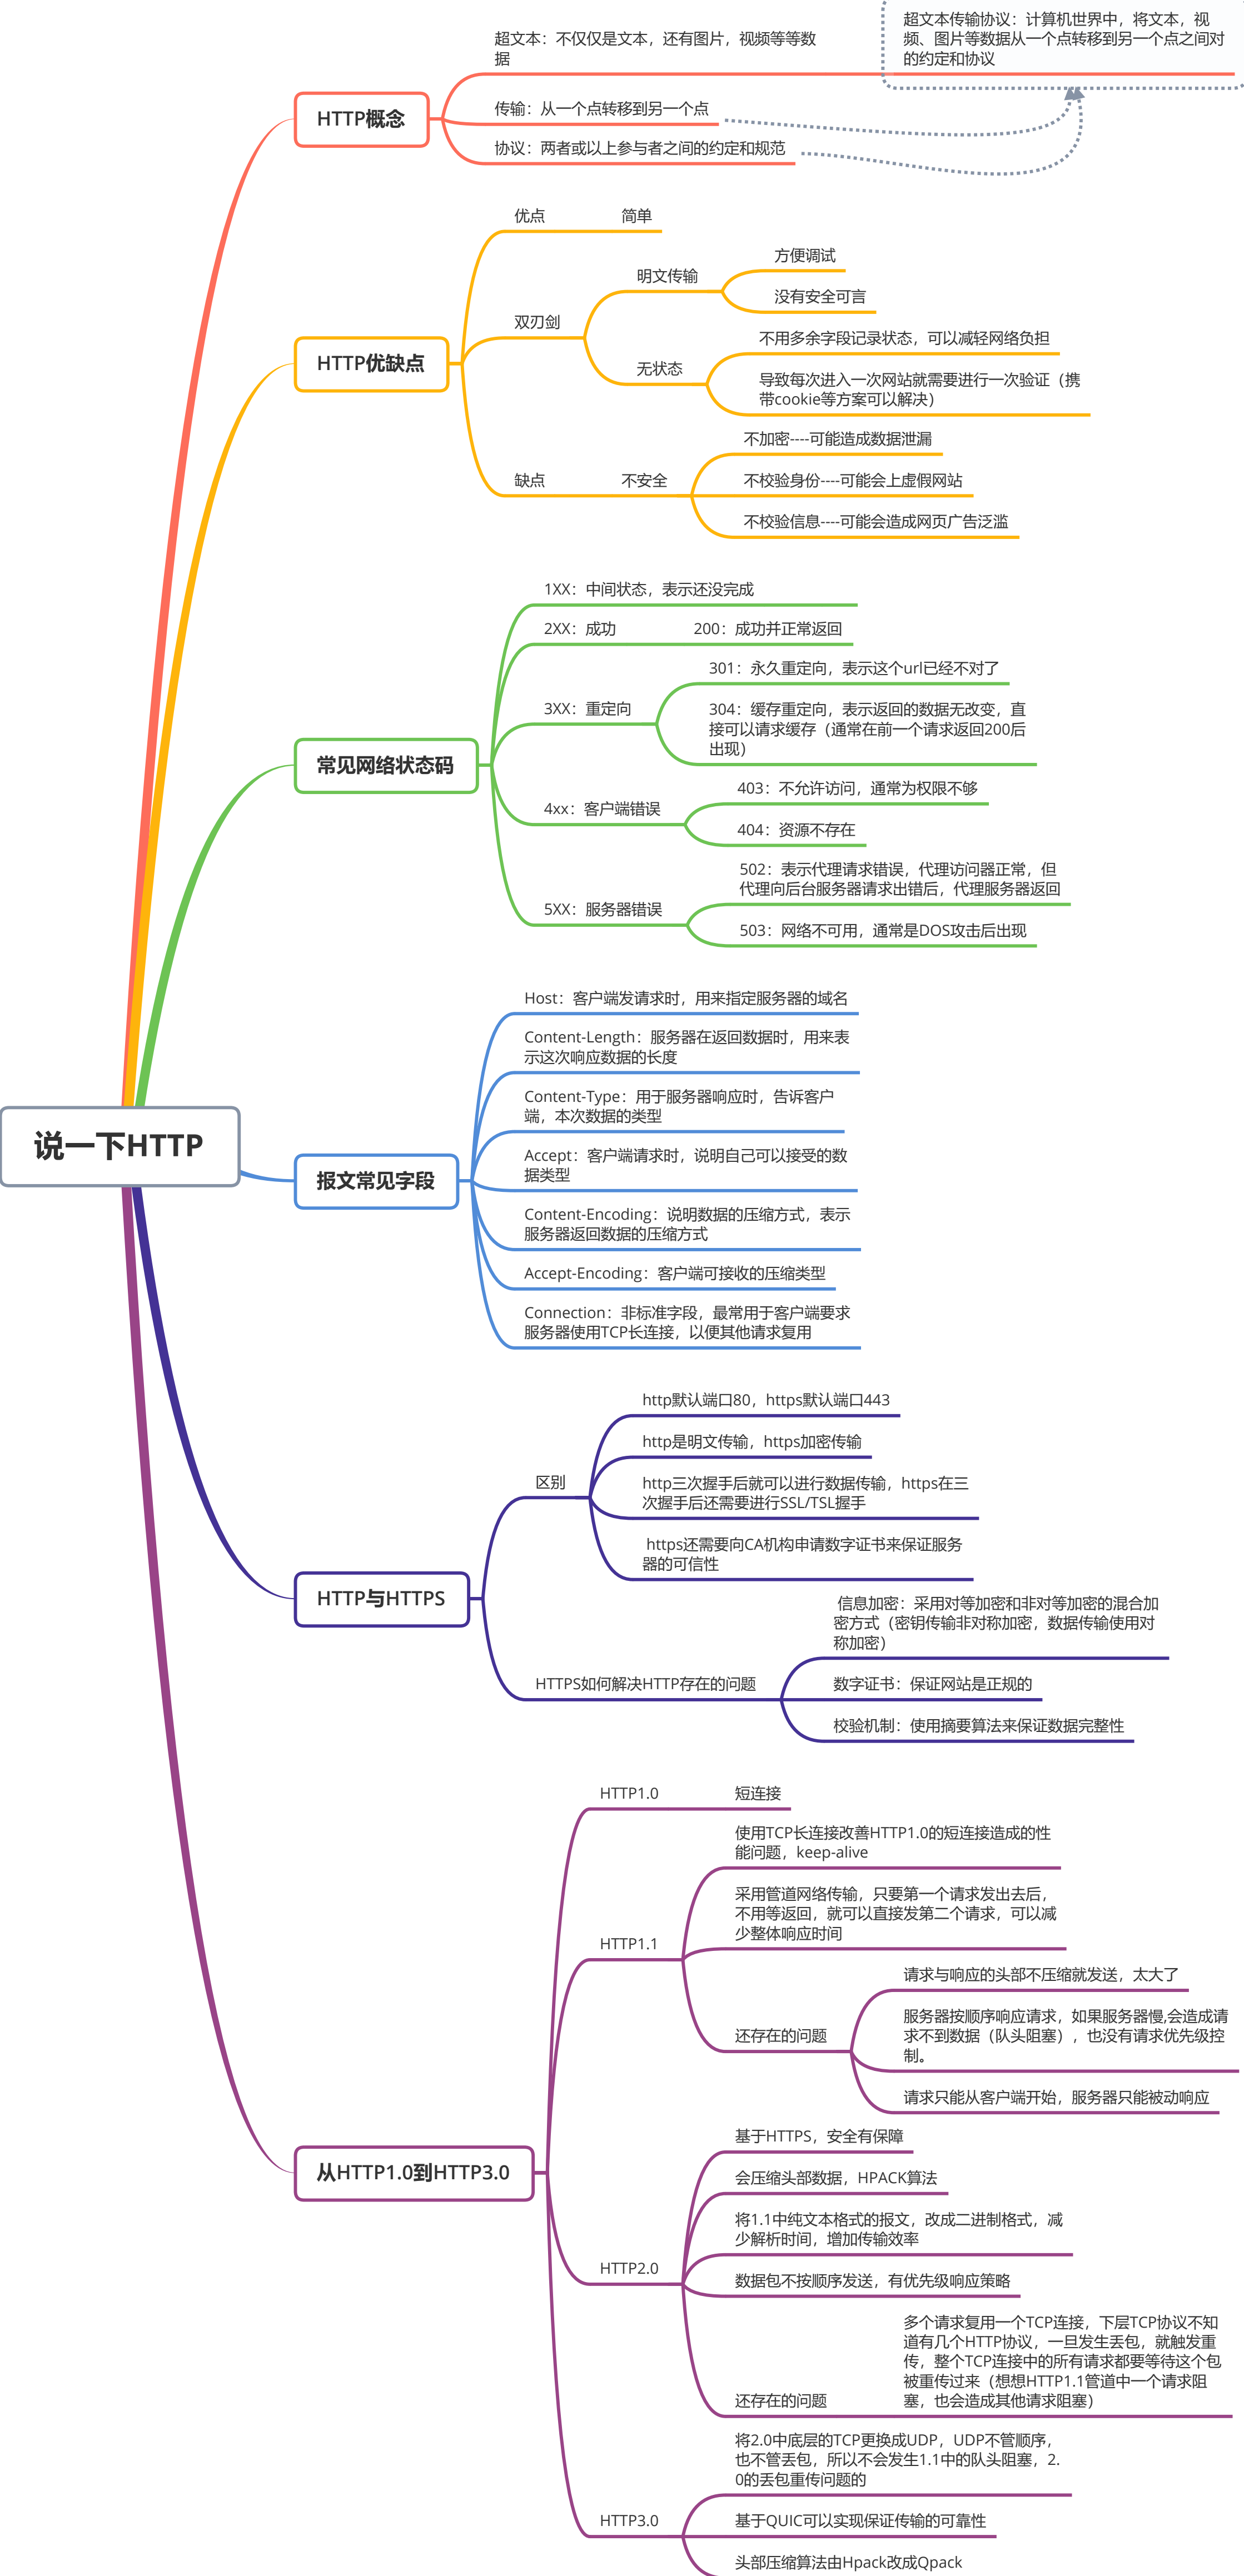 说一下HTTP
HTTP概念
超文本：不仅仅是文本，还有图片，视频等等数
据
超文本传输协议：计算机世界中，将文本，视
频、图片等数据从一个点转移到另一个点之间对
的约定和协议
传输：从一个点转移到另一个点
协议：两者或以上参与者之间的约定和规范
HTTP优缺点
优点
简单
双刃剑
明文传输
方便调试
没有安全可言
无状态
不用多余字段记录状态，可以减轻网络负担
导致每次进入一次网站就需要进行一次验证（携
带cookie等方案可以解决）
缺点
不安全
不加密----可能造成数据泄漏
不校验身份----可能会上虚假网站
不校验信息----可能会造成网页广告泛滥
常见网络状态码
1XX：中间状态，表示还没完成
2XX：成功
200：成功并正常返回
3XX：重定向
301：永久重定向，表示这个url已经不对了
304：缓存重定向，表示返回的数据无改变，直
接可以请求缓存（通常在前一个请求返回200后
出现）
4xx：客户端错误
403：不允许访问，通常为权限不够
404：资源不存在
5XX：服务器错误
502：表示代理请求错误，代理访问器正常，但
代理向后台服务器请求出错后，代理服务器返回
503：网络不可用，通常是DOS攻击后出现
报文常见字段
Host：客户端发请求时，用来指定服务器的域名
Content-Length：服务器在返回数据时，用来表
示这次响应数据的长度
Content-Type：用于服务器响应时，告诉客户
端，本次数据的类型
Accept：客户端请求时，说明自己可以接受的数
据类型
Content-Encoding：说明数据的压缩方式，表示
服务器返回数据的压缩方式
Accept-Encoding：客户端可接收的压缩类型
Connection：非标准字段，最常用于客户端要求
服务器使用TCP长连接，以便其他请求复用
HTTP与HTTPS
区别
http默认端口80，https默认端口443
http是明文传输，https加密传输
http三次握手后就可以进行数据传输，https在三
次握手后还需要进行SSL/TSL握手
https还需要向CA机构申请数字证书来保证服务
器的可信性
HTTPS如何解决HTTP存在的问题
信息加密：采用对等加密和非对等加密的混合加
密方式（密钥传输非对称加密，数据传输使用对
称加密）
数字证书：保证网站是正规的
校验机制：使用摘要算法来保证数据完整性
从HTTP1.0到HTTP3.0
HTTP1.0
短连接
HTTP1.1
使用TCP长连接改善HTTP1.0的短连接造成的性
能问题，keep-alive
采用管道网络传输，只要第一个请求发出去后，
不用等返回，就可以直接发第二个请求，可以减
少整体响应时间
还存在的问题
请求与响应的头部不压缩就发送，太大了
服务器按顺序响应请求，如果服务器慢,会造成请
求不到数据（队头阻塞），也没有请求优先级控
制。
请求只能从客户端开始，服务器只能被动响应
HTTP2.0
基于HTTPS，安全有保障
会压缩头部数据，HPACK算法
将1.1中纯文本格式的报文，改成二进制格式，减
少解析时间，增加传输效率
数据包不按顺序发送，有优先级响应策略
还存在的问题
多个请求复用一个TCP连接，下层TCP协议不知
道有几个HTTP协议，一旦发生丢包，就触发重
传，整个TCP连接中的所有请求都要等待这个包
被重传过来（想想HTTP1.1管道中一个请求阻
塞，也会造成其他请求阻塞）
HTTP3.0
将2.0中底层的TCP更换成UDP，UDP不管顺序，
也不管丢包，所以不会发生1.1中的队头阻塞，2.
0的丢包重传问题的
基于QUIC可以实现保证传输的可靠性
头部压缩算法由Hpack改成Qpack